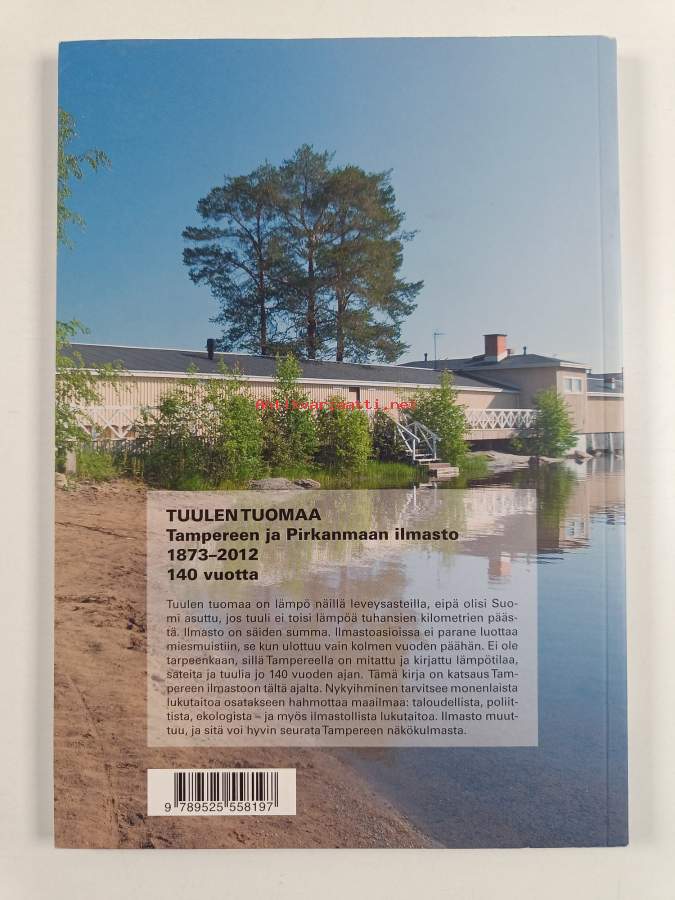 Antikvariaatti.net
TUULEN TUOMAA
Tampereen ja Pirkanmaan ilmasto
1873–2012
140 vuotta
Tuulen tuomaa on lämpö näillä leveysasteilla, eipä olisi Suo-
mi asuttu, jos tuuli ei toisi lämpöä tuhansien kilometrien pääs-
tä. Ilmasto on säiden summa. Ilmastoasioissa ei parane luottaa
miesmuistiin, se kun ulottuu vain kolmen vuoden päähän. Ei ole
tarpeenkaan, sillä Tampereella on mitattu ja kirjattu lämpötilaa,
sateita ja tuulia jo 140 vuoden ajan. Tämä kirja on katsaus Tam-
pereen ilmastoon tältä ajalta. Nykyihminen tarvitsee monenlaista
lukutaitoa osatakseen hahmottaa maailmaa: taloudellista, poliit-
tista, ekologista – ja myös ilmastollista lukutaitoa. Ilmasto muut-
tuu, ja sitä voi hyvin seurata Tampereen näkökulmasta.
9 789525 558197